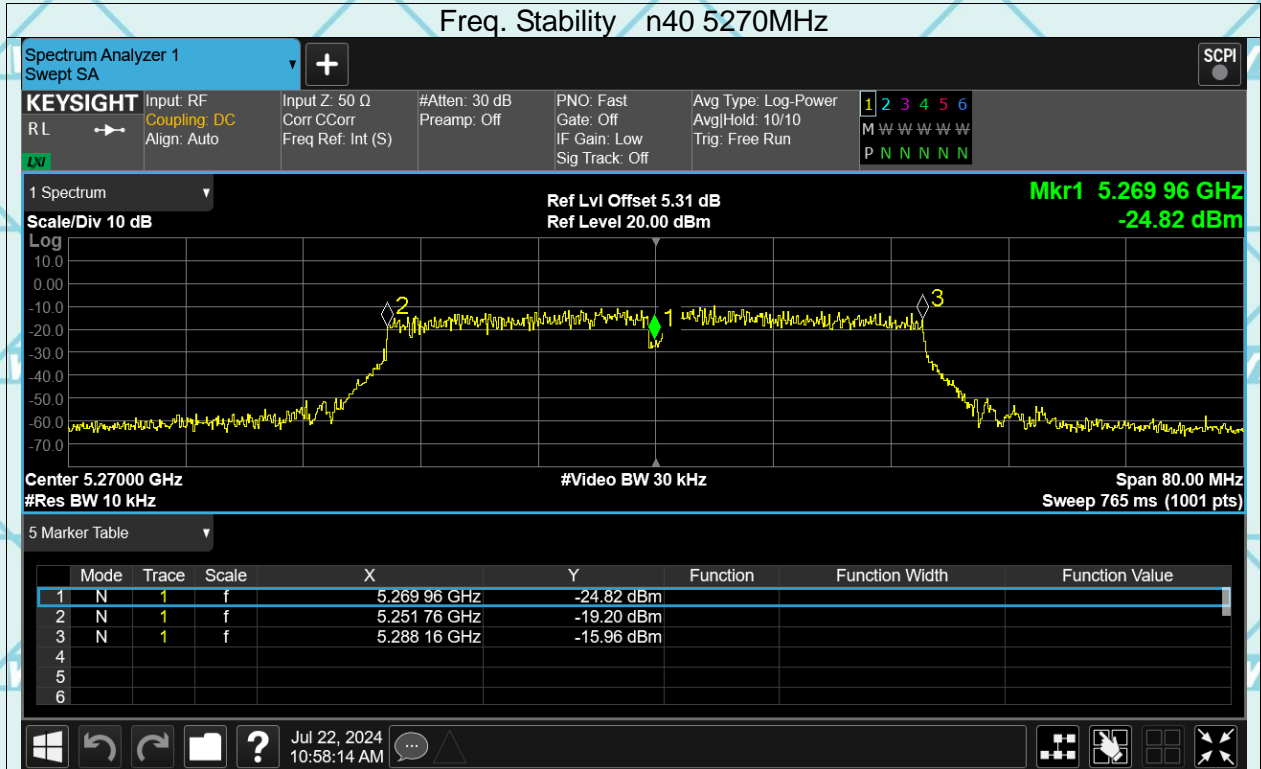 Freq. Stability n40 5270MHz
Spectrum Analyzer 1
Swept SA
SCPI
KEYSIGHT
RL
LXI
Input: RF
Coupling: DC
Align: Auto
Input Z: 50 Ω
Corr CCorr
Freq Ref: Int (S)
#Atten: 30 dB
Preamp: Off
PNO: Fast
Gate: Off
IF Gain: Low
Sig Track: Off
Avg Type: Log-Power
Avg|Hold: 10/10
Trig: Free Run
1 2 3 4 5 6
M W W W W W W
P N N N N N N
1 Spectrum
Ref Lvl Offset 5.31 dB
Mkr1 5.269 96 GHz
Scale/Div 10 dB
Ref Level 20.00 dBm
-24.82 dBm
Log
10.0
0.00
-10.0
-20.0
-30.0
-40.0
-50.0
-60.0
-70.0
2
1
3
Center 5.27000 GHz
#Video BW 30 kHz
Span 80.00 MHz
#Res BW 10 kHz
Sweep 765 ms (1001 pts)
5 Marker Table
Mode Trace Scale X Y Function Function Width Function Value
1 N 1 f 5.269 96 GHz -24.82 dBm
2 N 1 f 5.251 76 GHz -19.20 dBm
3 N 1 f 5.288 16 GHz -15.96 dBm
4
5
6
?
Jul 22, 2024
10:58:14 AM